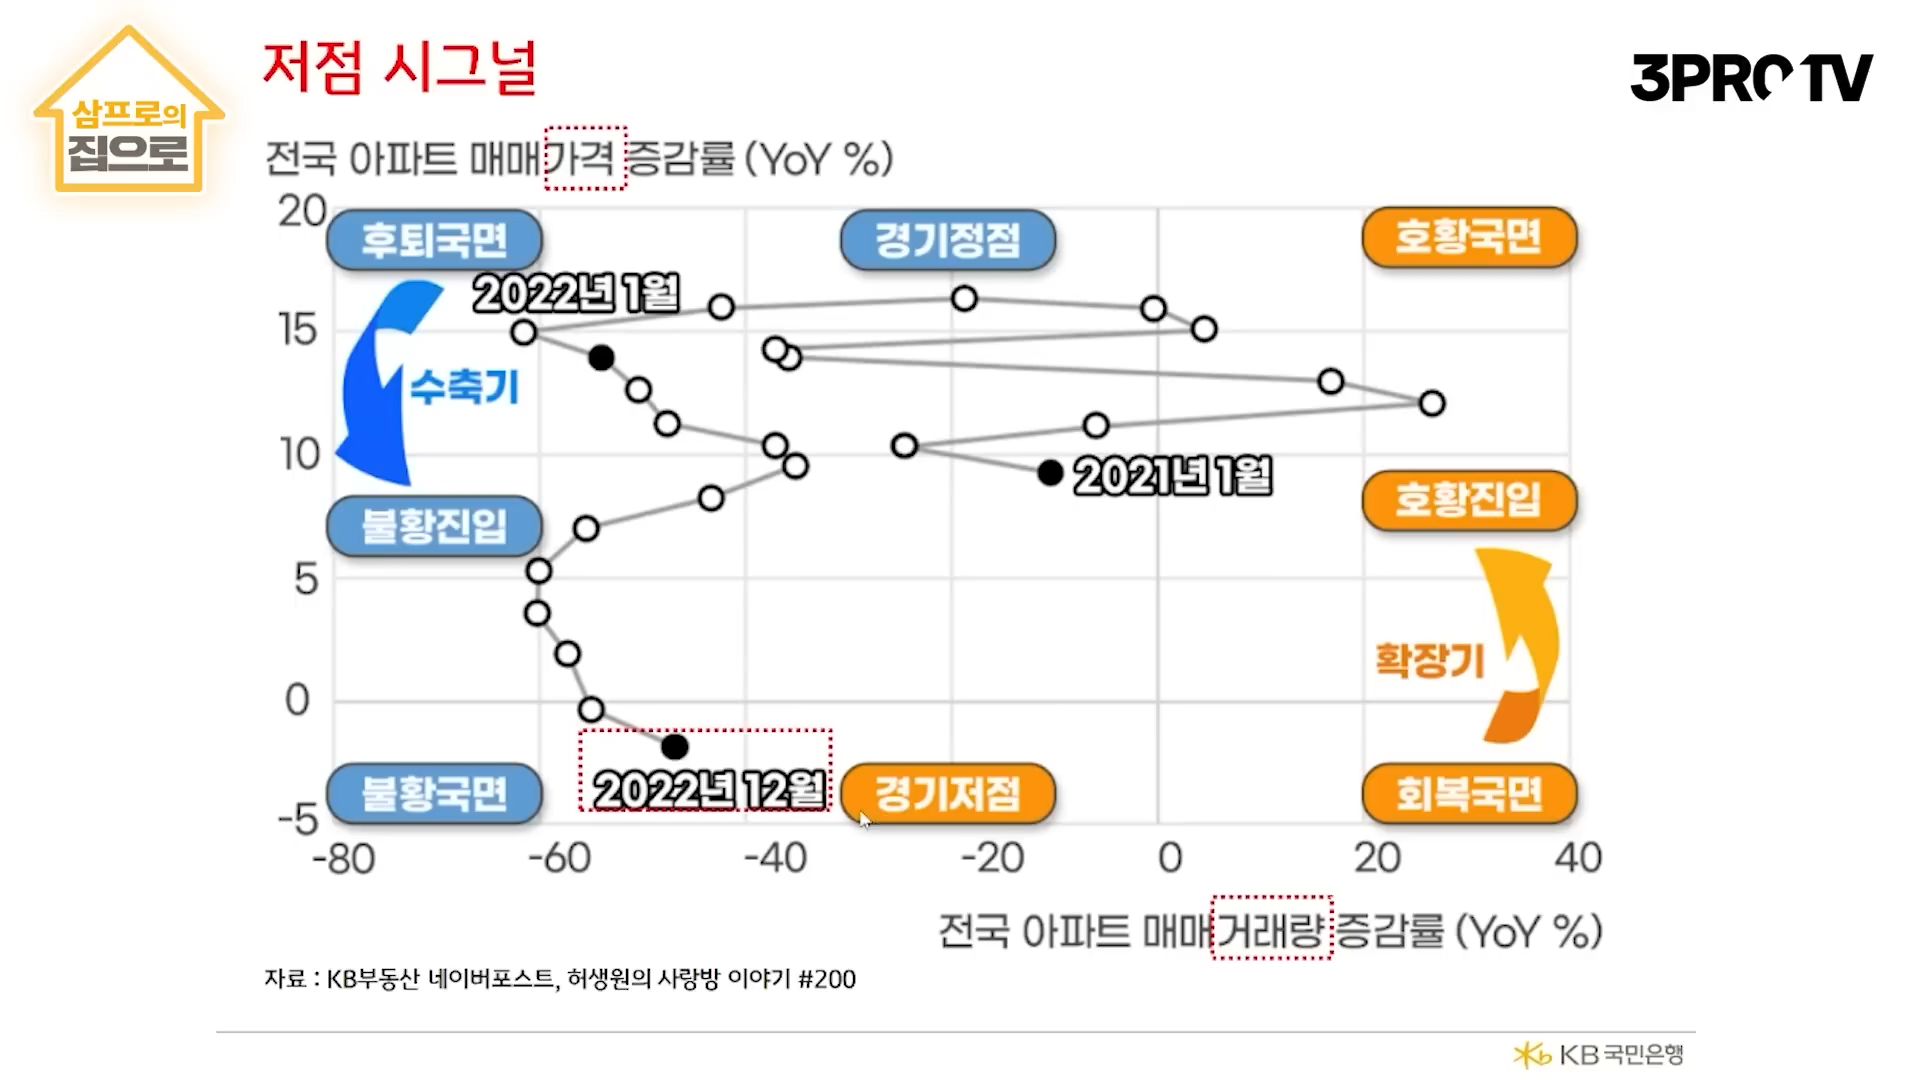 삼프로의
집으로
저점 시그널
3PROTV
전국 아파트 매매가격 증감률 (YoY %)
20
15
10
5
0
-5
후퇴국면
경기정점
호황국면
2022년 1월
수축기
2021년 1월
불황진입
호황진입
확장기
2022년 12월
불황국면
경기저점
회복국면
-80 -60 -40 -20 0 20 40
전국 아파트 매매거래량 증감률 (YoY %)
자료 : KB부동산 네이버포스트, 허생원의 사랑방 이야기 #200
KB국민은행